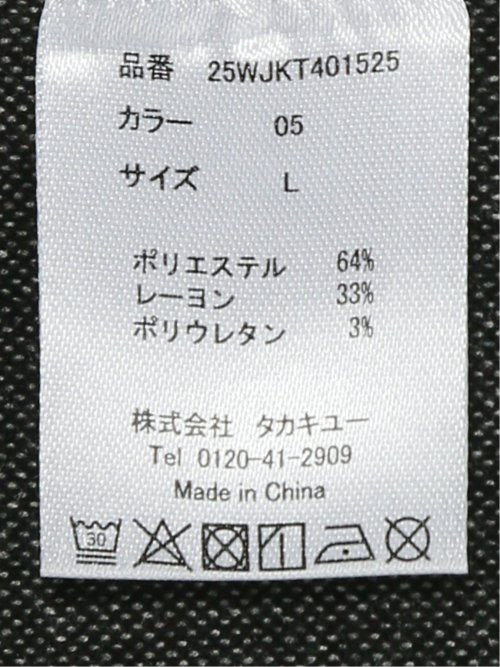 品番 25WJKT401525
カラー 05
サイズ L
ポリエステル 64%
レーヨン 33%
ポリウレタン 3%
株式会社 タカキュー
Tel 0120-41-2909
Made in China
30